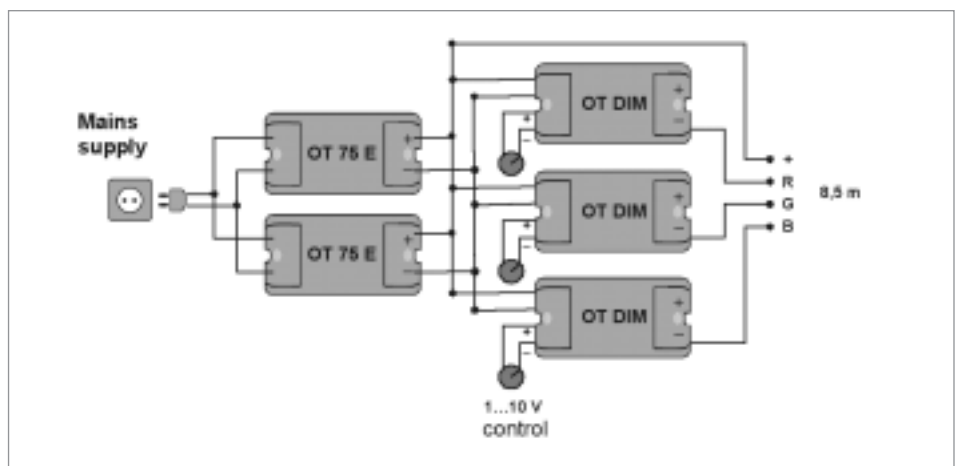 Mains
supply
OT 75 E
+
−
OT 75 E
+
−
OT DIM
+
−
+
−
OT DIM
+
−
+
−
OT DIM
+
−
+
−
+
R
G
B
8,5 m
1...10 V
control